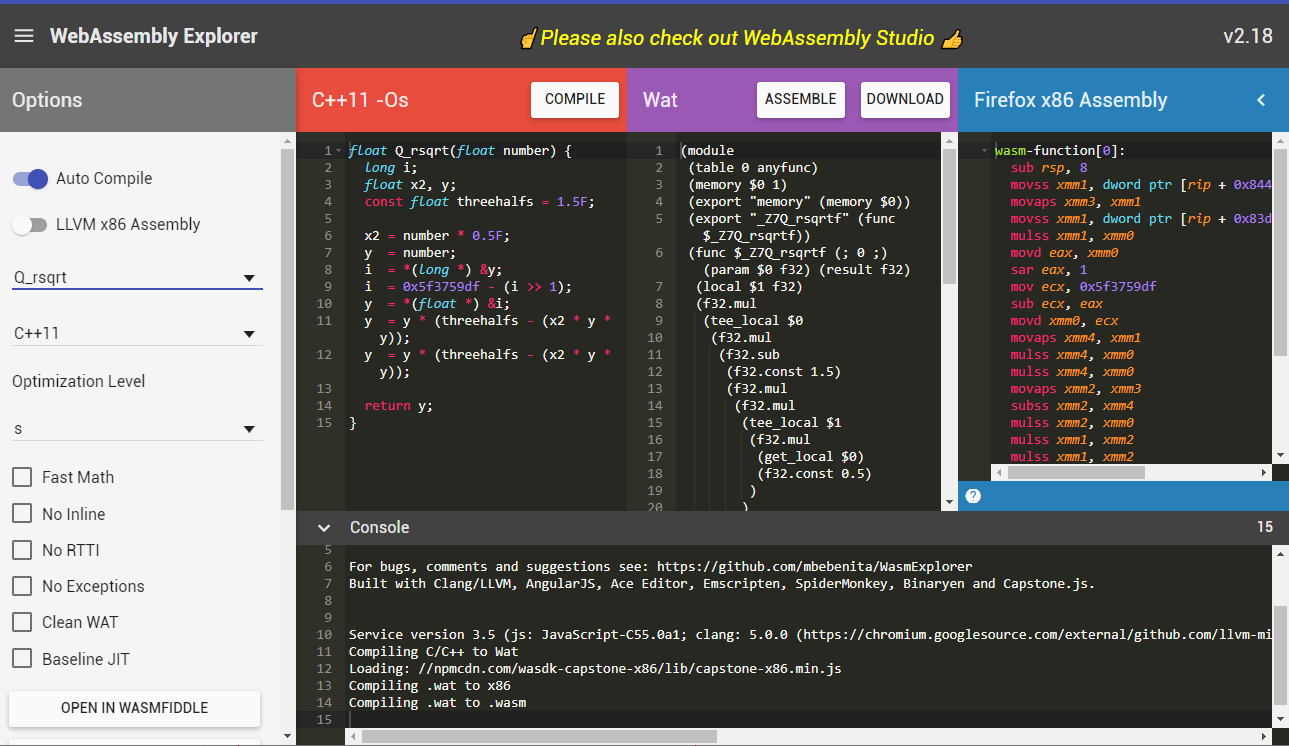 WebAssembly Explorer
☝Please also check out WebAssembly Studio 👍
v2.18
Options
Auto Compile
LLVM x86 Assembly
Q_rsqrt
C++11
Optimization Level
s
Fast Math
No Inline
No RTTI
No Exceptions
Clean WAT
Baseline JIT
OPEN IN WASMFIDDLE
C++11 -Os
COMPILE
1 float Q_rsqrt(float number) {
2 long i;
3 float x2, y;
4 const float threehalfs = 1.5F;
5
6 x2 = number * 0.5F;
7 y  = number;
8 i  = *(long *) &y;
9 i  = 0x5f3759df - (i >> 1);
10 y  = *(float *) &i;
11 y  = y * (threehalfs - (x2 * y *
y));
12 y  = y * (threehalfs - (x2 * y *
y));
13
14 return y;
15 }
Wat
ASSEMBLE
DOWNLOAD
1 (module
2 (table 0 anyfunc)
3 (memory $0 1)
4 (export "memory" (memory $0))
5 (export "_Z7Q_rsqrtf" (func
$_Z7Q_rsqrtf))
6 (func $_Z7Q_rsqrtf (; 0 ;)
(param $0 f32) (result f32)
7 (local $1 f32)
8 (f32.mul
9 (tee_local $0
10 (f32.mul
11 (f32.sub
12 (f32.const 1.5)
13 (f32.mul
14 (f32.mul
15 (tee_local $1
16 (f32.mul
17 (get_local $0)
18 (f32.const 0.5)
19 )
20 )
Firefox x86 Assembly
wasm-function[0]:
sub rsp, 8
movss xmm1, dword ptr [rip + 0x844
movaps xmm3, xmm1
movss xmm1, dword ptr [rip + 0x83d
mulss xmm1, xmm0
movd eax, xmm0
sar eax, 1
mov ecx, 0x5f3759df
sub ecx, eax
movd xmm0, ecx
movaps xmm4, xmm1
mulss xmm4, xmm0
mulss xmm4, xmm0
movaps xmm2, xmm3
subss xmm2, xmm4
mulss xmm2, xmm0
mulss xmm1, xmm2
mulss xmm1, xmm2
?
Console
15
5
6 For bugs, comments and suggestions see: https://github.com/mbebenita/WasmExplorer
7 Built with Clang/LLVM, AngularJS, Ace Editor, Emscripten, SpiderMonkey, Binaryen and Capstone.js.
8
9
10 Service version 3.5 (js: JavaScript-C55.0a1; clang: 5.0.0 (https://chromium.googlesource.com/external/github.com/llvm-mi
11 Compiling C/C++ to Wat
12 Loading: //npmcdn.com/wasdk-capstone-x86/lib/capstone-x86.min.js
13 Compiling .wat to x86
14 Compiling .wat to .wasm
15